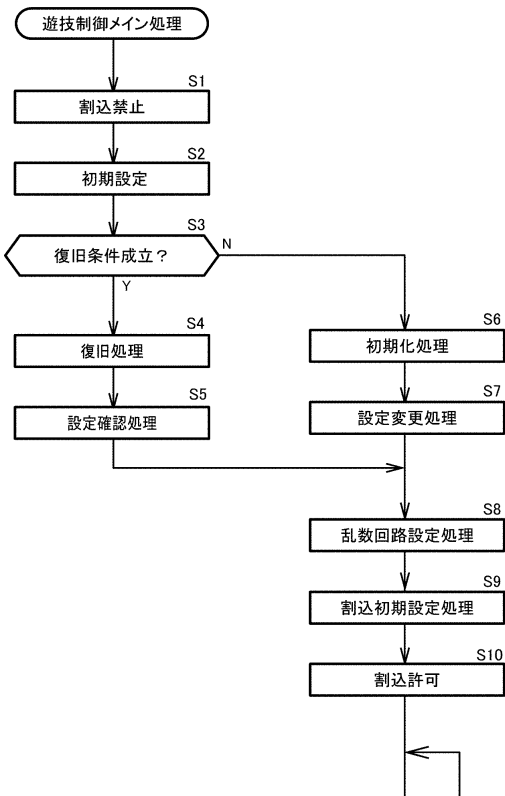 遊技制御メイン処理
S1
割込禁止
S2
初期設定
S3
復旧条件成立?
N
Y
S4
復旧処理
S5
設定確認処理
S6
初期化処理
S7
設定変更処理
S8
乱数回路設定処理
S9
割込初期設定処理
S10
割込許可